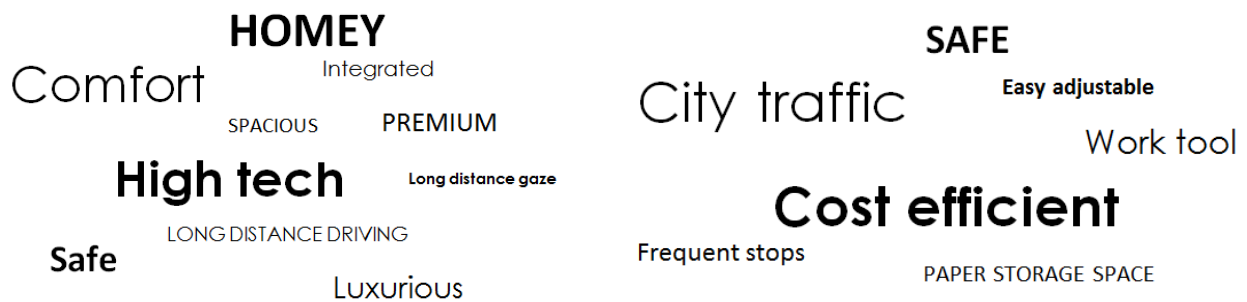 HOMEY
Integrated
Comfort
SPACIOUS
PREMIUM
High tech
Long distance gaze
LONG DISTANCE DRIVING
Safe
Luxurious
SAFE
Easy adjustable
City traffic
Work tool
Cost efficient
Frequent stops
PAPER STORAGE SPACE